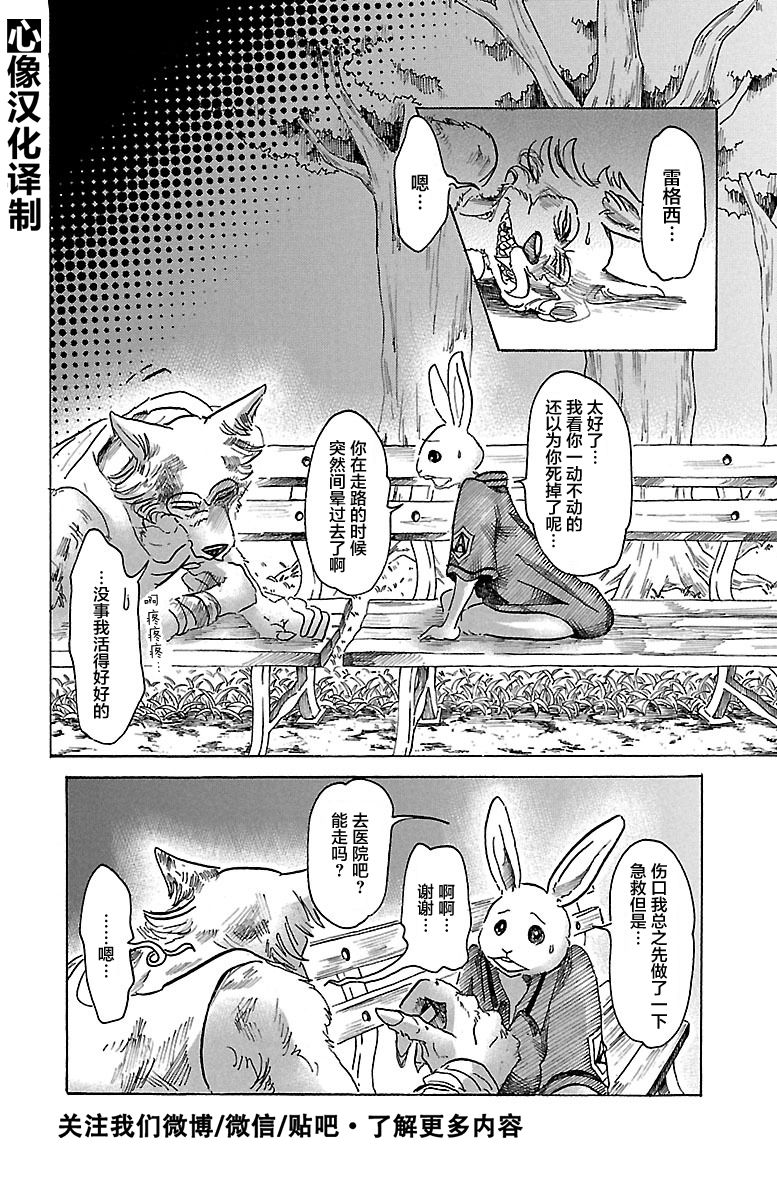 心像汉化译制
雷格西…
嗯…
太好了…
我看你一动不动的
还以为你死掉了呢…
你在走路的时候
突然间晕过去了啊
啊疼疼疼…
…没事我活得好好的
伤口我总之先做了一下
急救但是…
去医院吧?
能走吗?
啊啊…
谢谢…
……嗯…
关注我们微博/微信/贴吧·了解更多内容